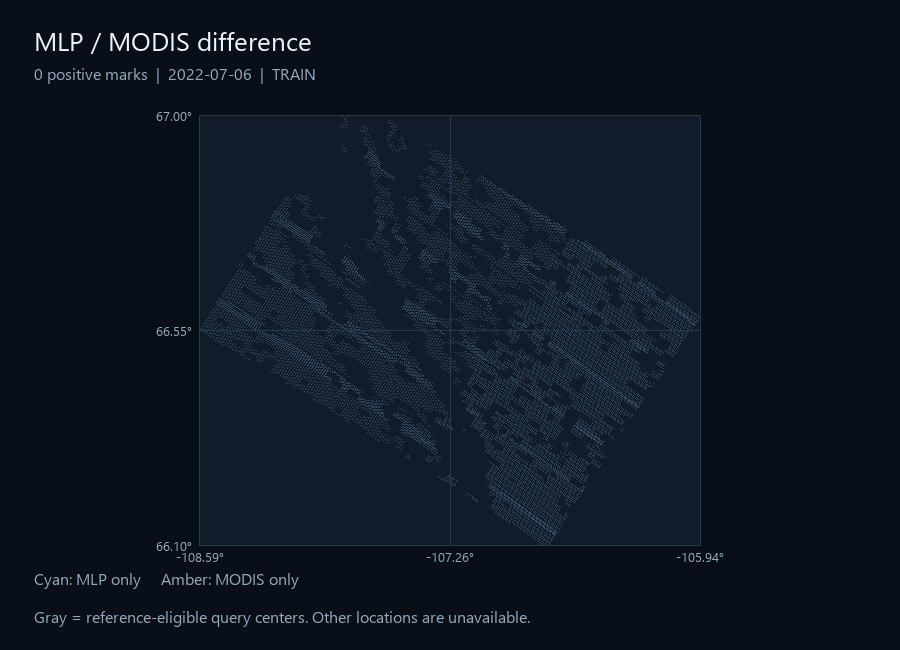 MLP / MODIS difference
0 positive marks | 2022-07-06 | TRAIN
67.00°
66.55°
66.10°
-108.59° -107.26° -105.94°
Cyan: MLP only Amber: MODIS only
Gray = reference-eligible query centers. Other locations are unavailable.